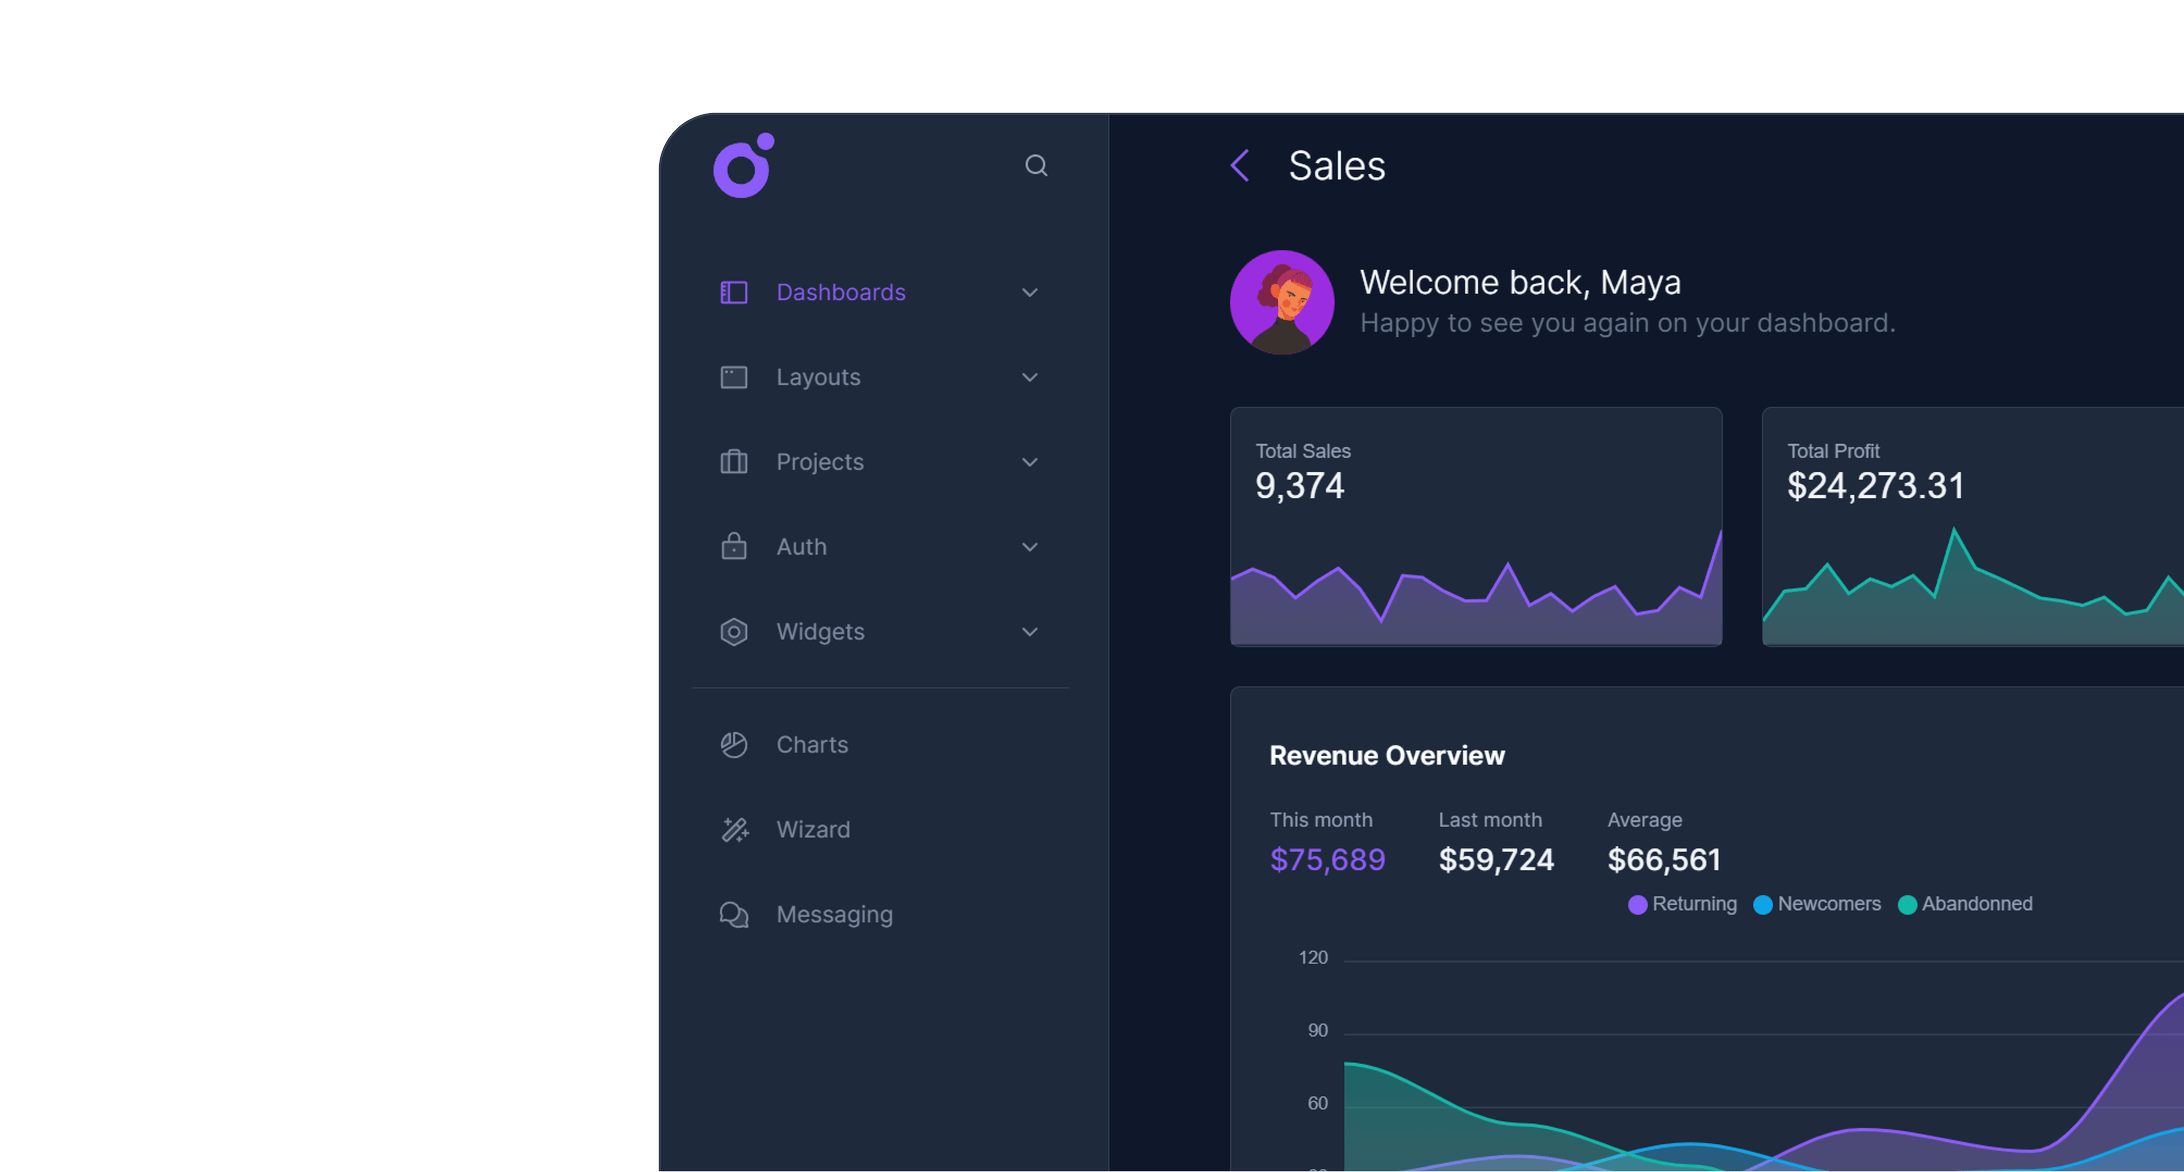 Dashboards
Layouts
Projects
Auth
Widgets
Charts
Wizard
Messaging
Sales
Welcome back, Maya
Happy to see you again on your dashboard.
Total Sales
9,374
Total Profit
$24,273.31
Revenue Overview
This month Last month Average
$75,689 $59,724 $66,561
Returning Newcomers Abandonned
120
90
60